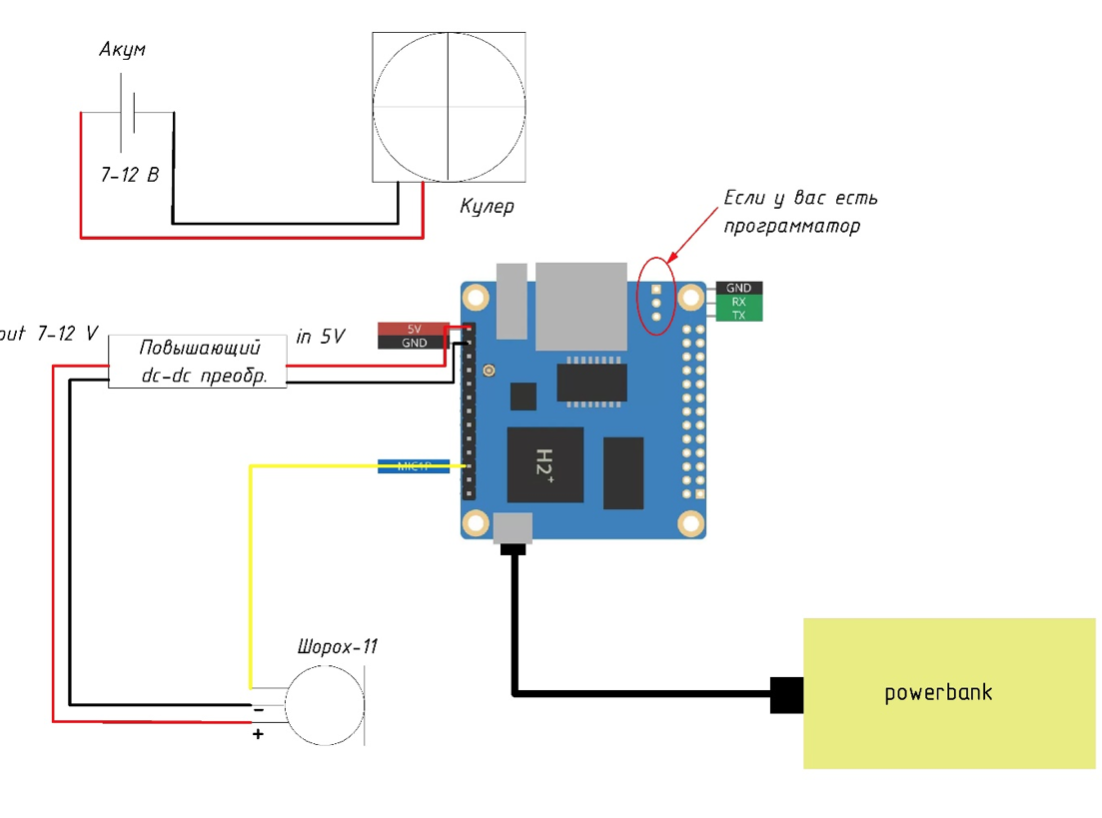 Акум
7-12 В
Кулер
Если у вас есть
программатор
GND
RX
TX
out 7-12 V
Повышающий
dc-dc преобр.
in 5V
5V
GND
MIC1P
H2+
Шорох-11
–
+
powerbank